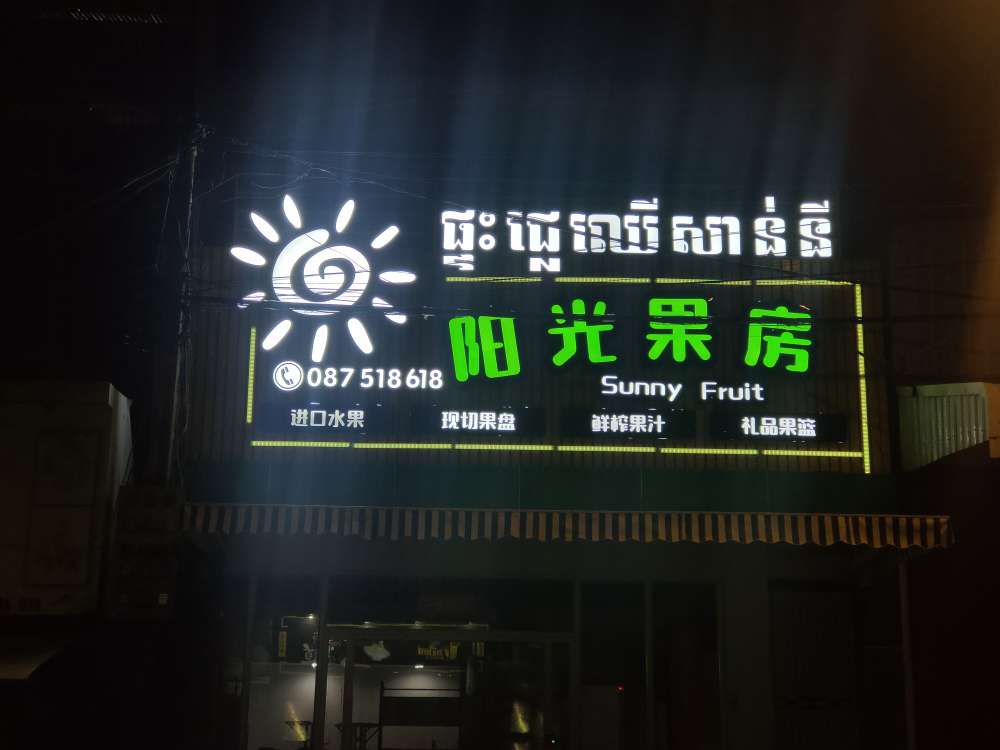 ផ្ទះផ្លែឈើសាន់នី
阳光果房
Sunny Fruit
087 518 618
进口水果 现切果盘 鲜榨果汁 礼品果篮